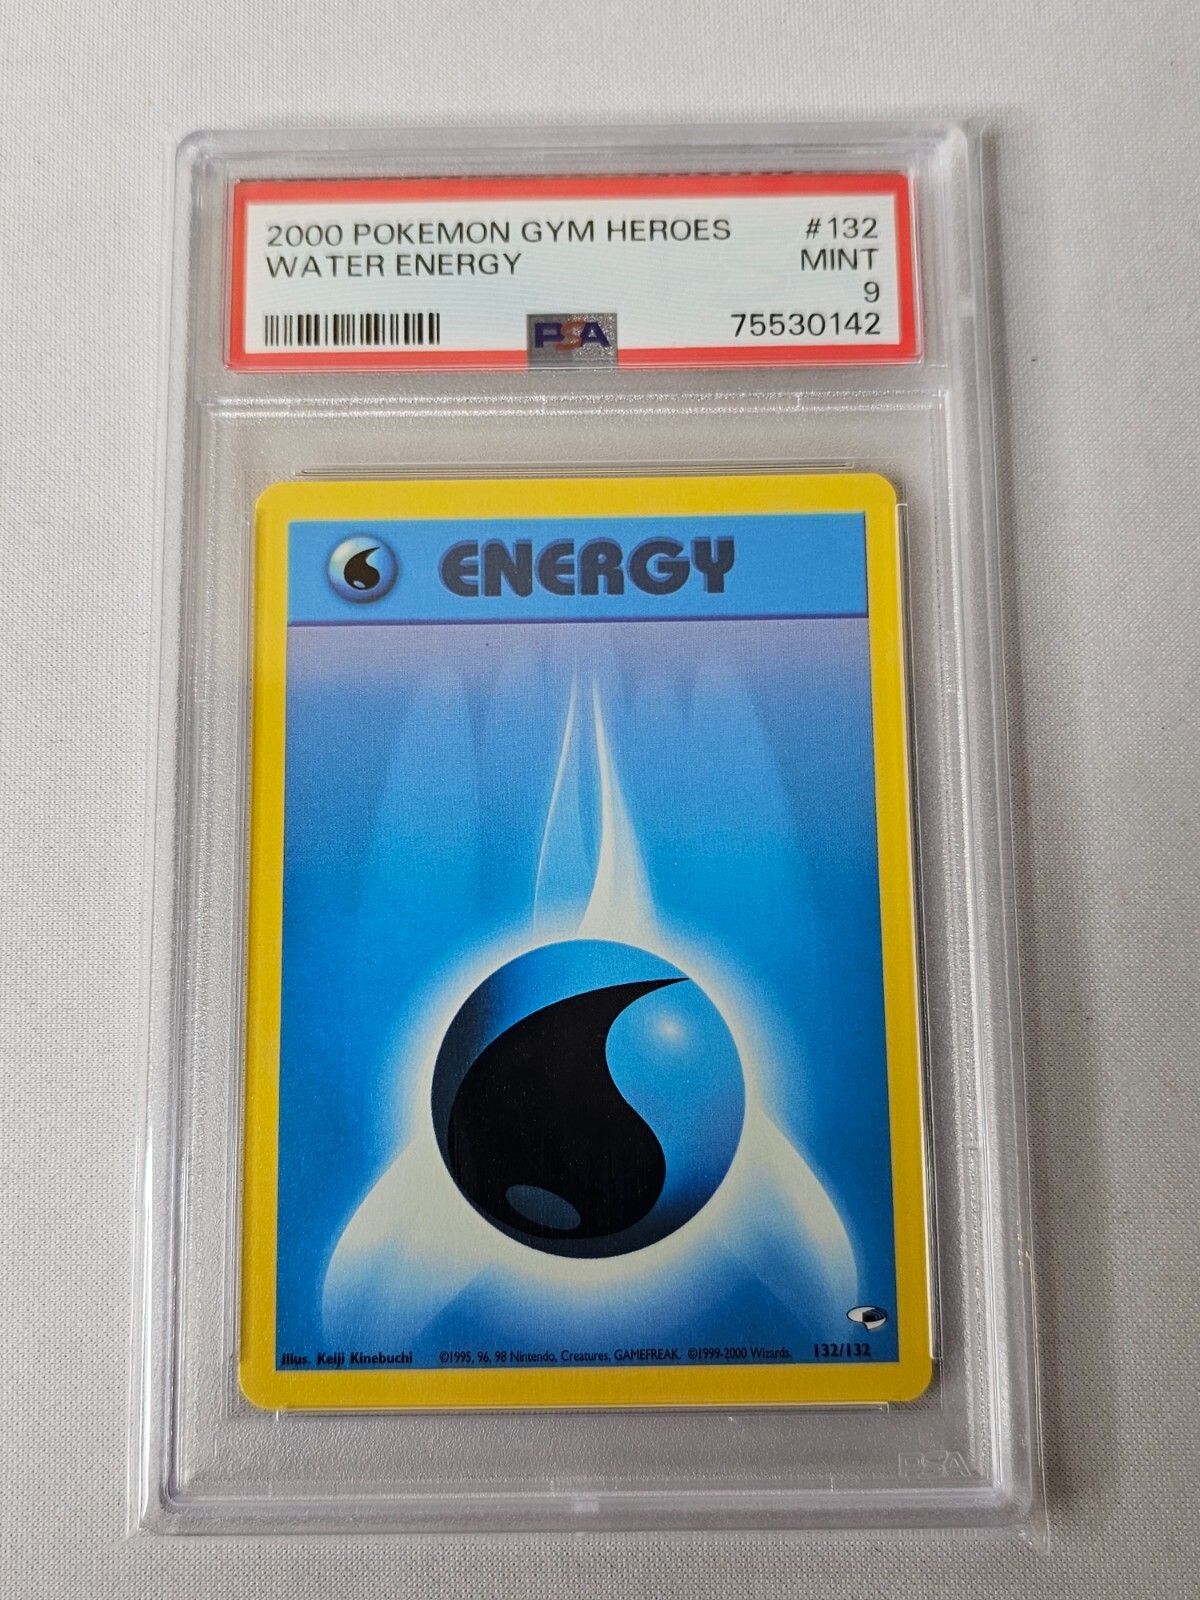 2000 POKEMON GYM HEROES #132
WATER ENERGY MINT
9
PSA 75530142
ENERGY
Illus. Keiji Kinebuchi ©1995, 96, 98 Nintendo, Creatures, GAMEFREAK. ©1999-2000 Wizards. 132/132
PSA